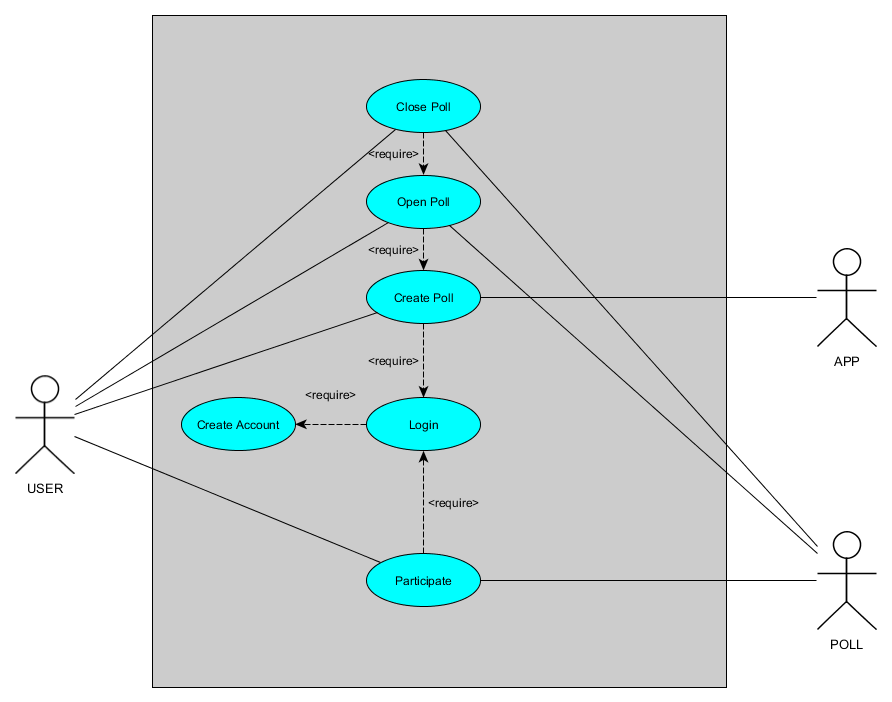 Close Poll
<require>
Open Poll
<require>
Create Poll
APP
<require>
<require>
Create Account
Login
USER
<require>
Participate
POLL